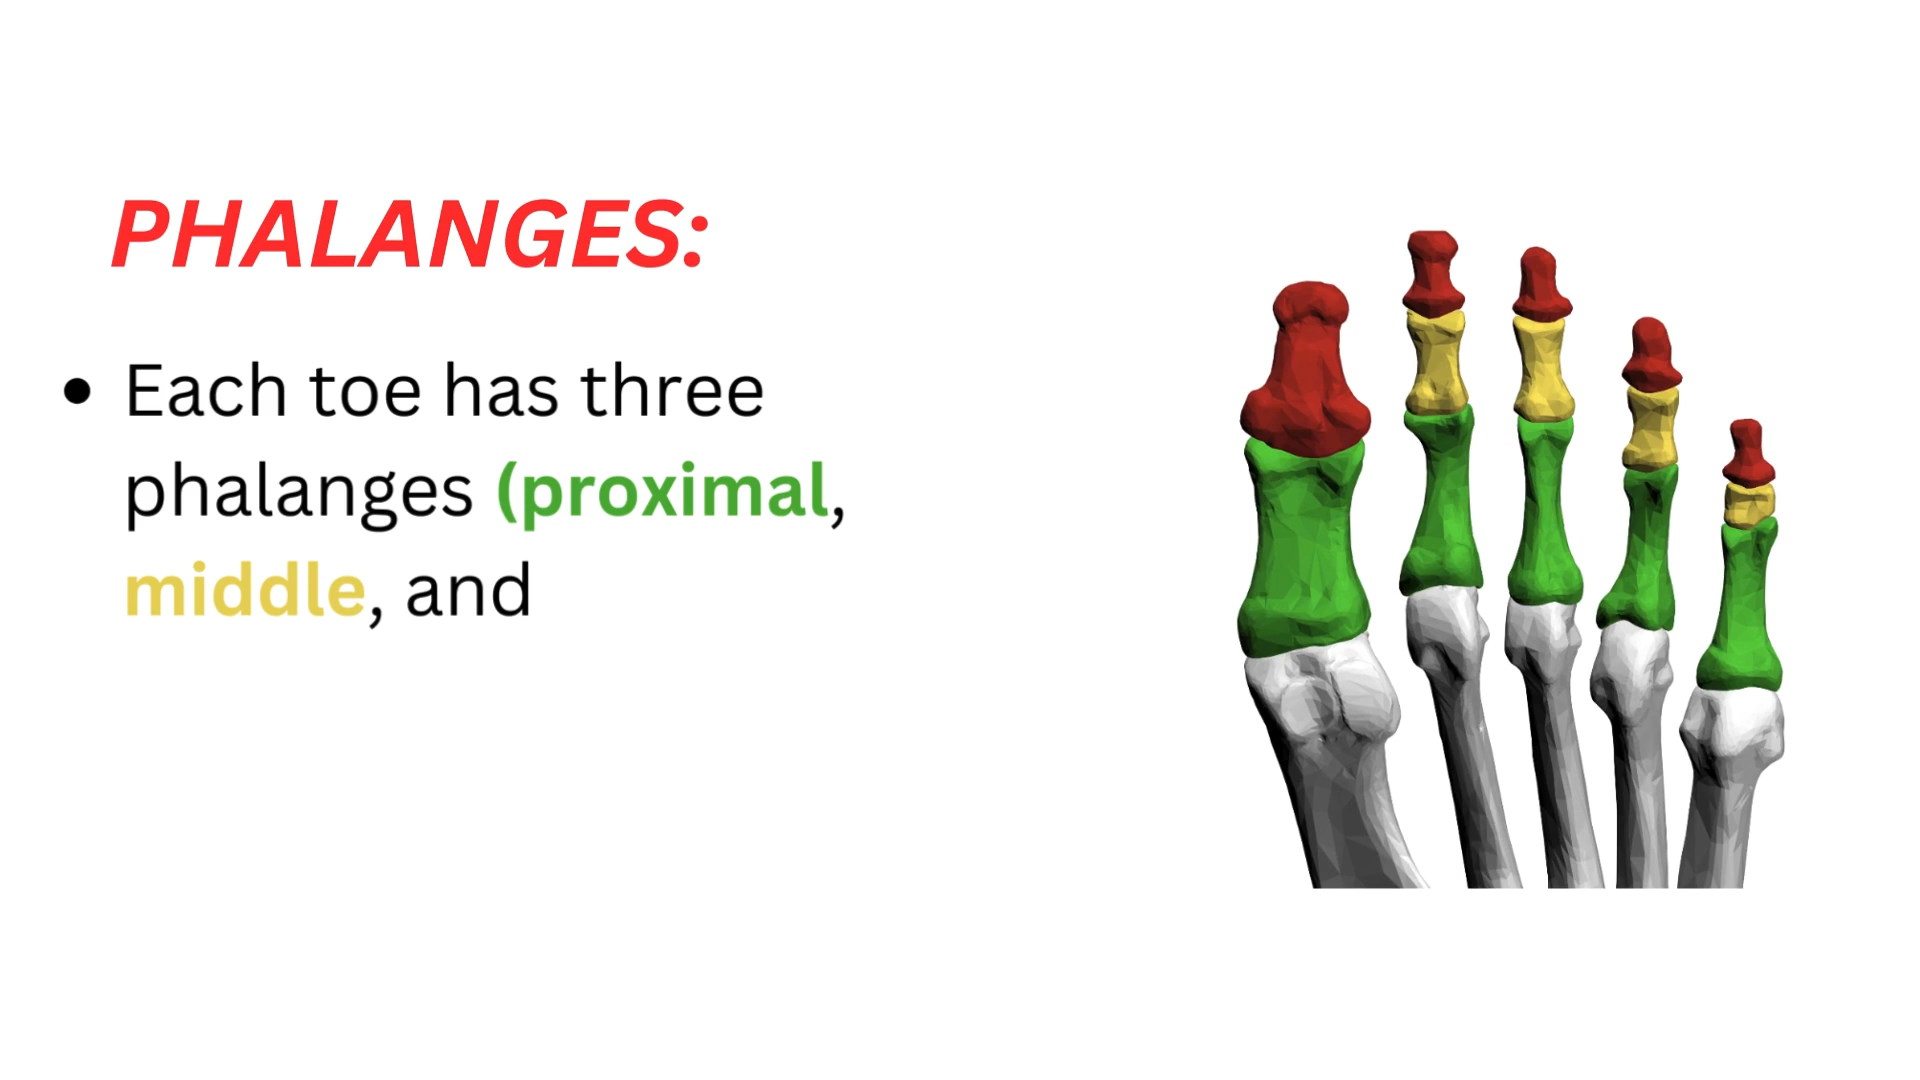 PHALANGES:
• Each toe has three
phalanges (proximal,
middle, and